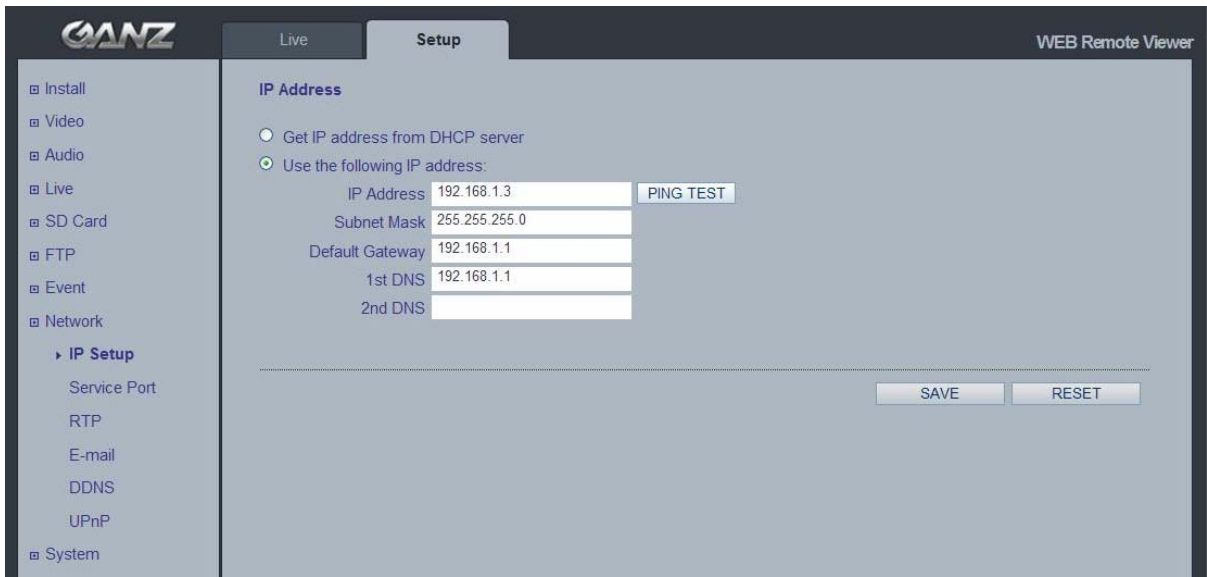 GANZ
Live
Setup
WEB Remote Viewer
Install
Video
Audio
Live
SD Card
FTP
Event
Network
IP Setup
Service Port
RTP
E-mail
DDNS
UPnP
System
IP Address
Get IP address from DHCP server
Use the following IP address:
IP Address 192.168.1.3 PING TEST
Subnet Mask 255.255.255.0
Default Gateway 192.168.1.1
1st DNS 192.168.1.1
2nd DNS
SAVE RESET